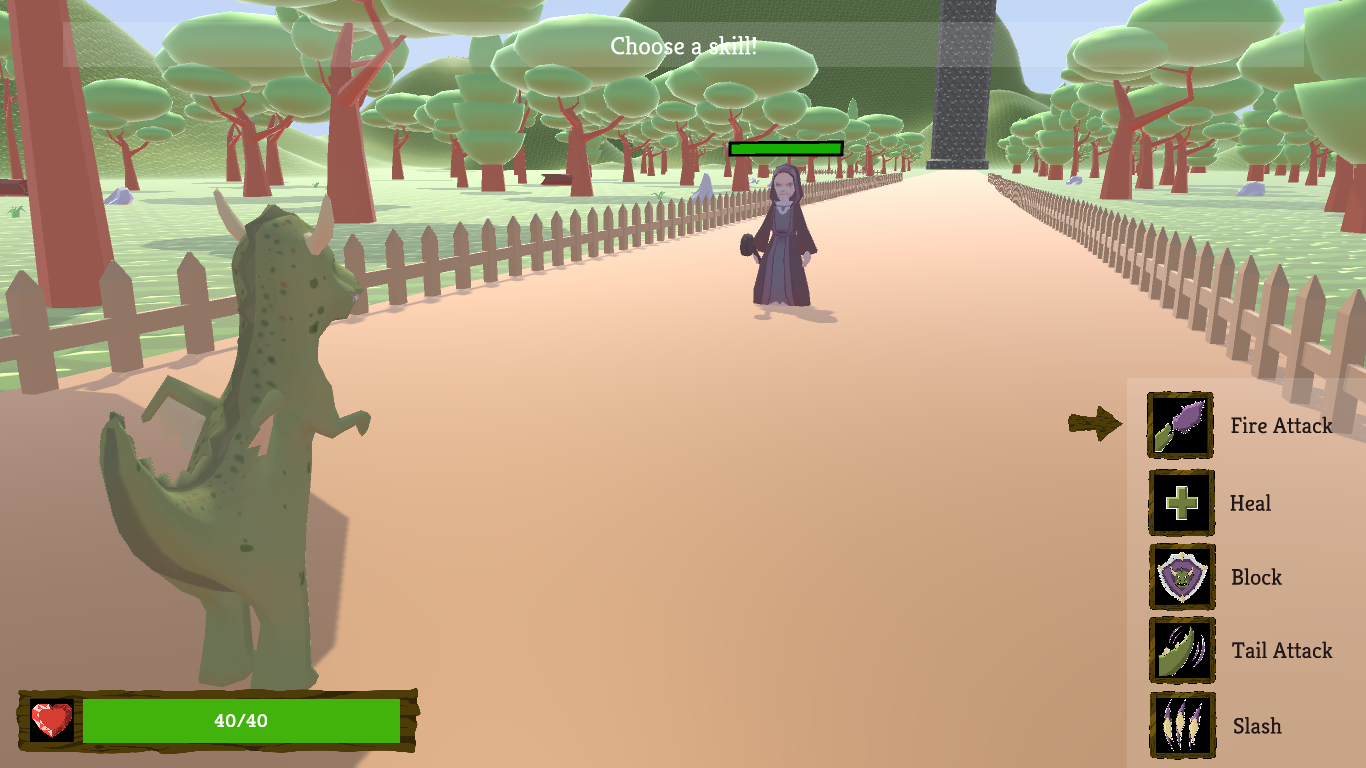 Choose a skill!
Fire Attack
Heal
Block
Tail Attack
Slash
40/40